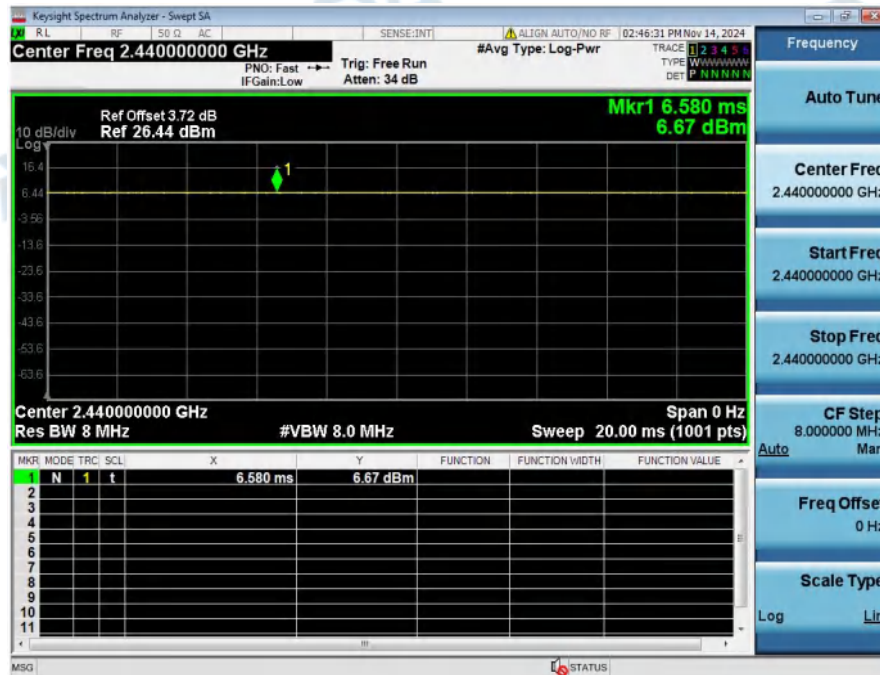 Keysight Spectrum Analyzer - Swept SA
LXI RL RF 50 Ω AC SENSE:INT ALIGN AUTO/NO RF 02:46:31 PM Nov 14, 2024
Center Freq 2.440000000 GHz #Avg Type: Log-Pwr TRACE 1 2 3 4 5 6
PNO: Fast Trig: Free Run TYPE WWWWWW
IFGain:Low Atten: 34 dB DET P N N N N N
Mkr1 6.580 ms
6.67 dBm
Ref Offset 3.72 dB
10 dB/div Ref 26.44 dBm
Log
1
16.4
6.44
-3.56
-13.6
-23.6
-33.6
-43.6
-53.6
-63.6
Center 2.440000000 GHz Span 0 Hz
Res BW 8 MHz #VBW 8.0 MHz Sweep 20.00 ms (1001 pts)
MKR MODE TRC SCL X Y FUNCTION FUNCTION WIDTH FUNCTION VALUE
1 N 1 t 6.580 ms 6.67 dBm
2
3
4
5
6
7
8
9
10
11
MSG STATUS
Frequency
Auto Tune
Center Freq
2.440000000 GHz
Start Freq
2.440000000 GHz
Stop Freq
2.440000000 GHz
CF Step
8.000000 MHz
Auto Man
Freq Offset
0 Hz
Scale Type
Log Lin